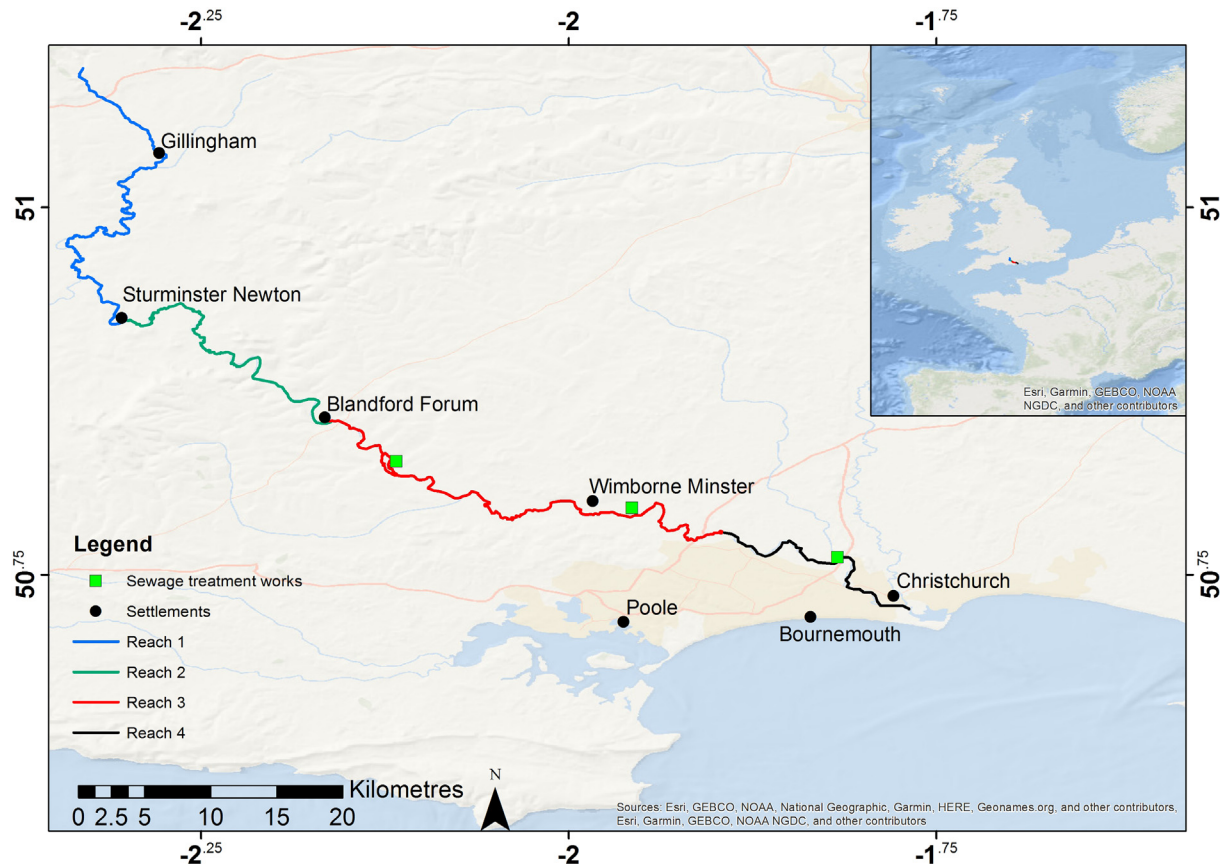 -2.25 -2 -1.75
Gillingham
51 51
Sturminster Newton
Esri, Garmin, GEBCO, NOAA
NGDC, and other contributors
Blandford Forum
Wimborne Minster
Legend
Sewage treatment works
Settlements
Reach 1
Reach 2
Reach 3
Reach 4
50.75 50.75
Christchurch
Poole
Bournemouth
N
Kilometres
0 2.5 5 10 15 20
Sources: Esri, GEBCO, NOAA, National Geographic, Garmin, HERE, Geonames.org, and other contributors,
Esri, Garmin, GEBCO, NOAA NGDC, and other contributors
-2.25 -2 -1.75